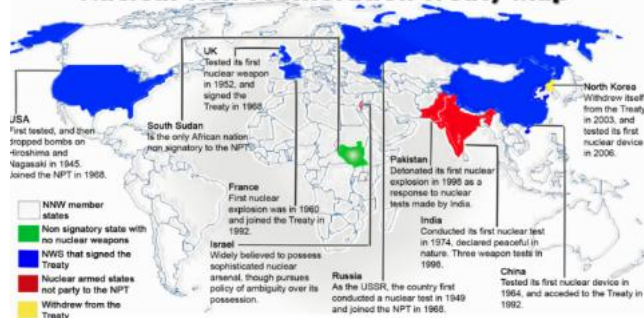 UK
Tested its first
nuclear weapon
in 1952, and
signed the
Treaty in 1968
USA
First tested, and then
dropped bombs on
Hiroshima and
Nagasaki in 1945.
Joined the NPT in 1968.
South Sudan
Is the only African nation
non signatory to the NPT
North Korea
Withdrew itself
from the Treaty
in 2003, and
tested its first
nuclear device
in 2006.
Pakistan
Detonated its first nuclear
explosion in 1998 as a
response to nuclear
tests made by India.
France
First nuclear
explosion was in 1960
and joined the Treaty in
1992.
India
Conducted its first nuclear test
in 1974, declared peaceful in
nature. Three weapon tests in
1998.
Israel
Widely believed to possess
sophisticated nuclear
arsenal, though pursues
policy of ambiguity over its
possession.
Russia
As the USSR, the country first
conducted a nuclear test in 1949
and joined the NPT in 1968.
China
Tested its first nuclear device in
1964, and acceded to the Treaty in
1992.
NNW member
states
Non signatory state with
no nuclear weapons
NWS that signed the
Treaty
Nuclear armed states
not party to the NPT
Withdrew from the
Treaty